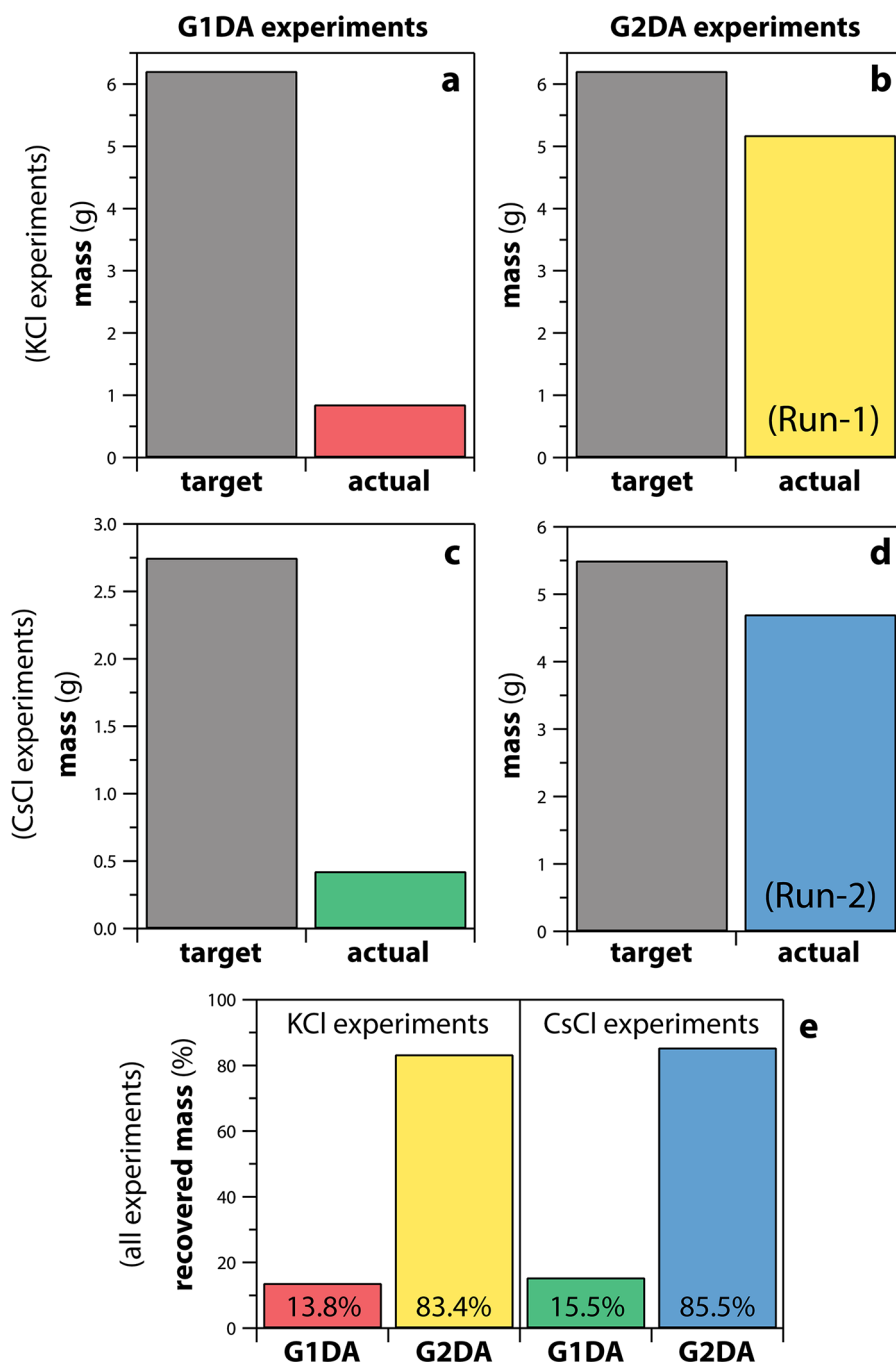 G1DA experiments
G2DA experiments
(KCl experiments)
mass (g)
6
5
4
3
2
1
0
a
target
actual
mass (g)
6
5
4
3
2
1
0
b
(Run-1)
target
actual
(CsCl experiments)
mass (g)
3.0
2.5
2.0
1.5
1.0
0.5
0.0
c
target
actual
mass (g)
6
5
4
3
2
1
0
d
(Run-2)
target
actual
(all experiments)
recovered mass (%)
100
80
60
40
20
0
KCl experiments
CsCl experiments
e
13.8%
83.4%
15.5%
85.5%
G1DA
G2DA
G1DA
G2DA